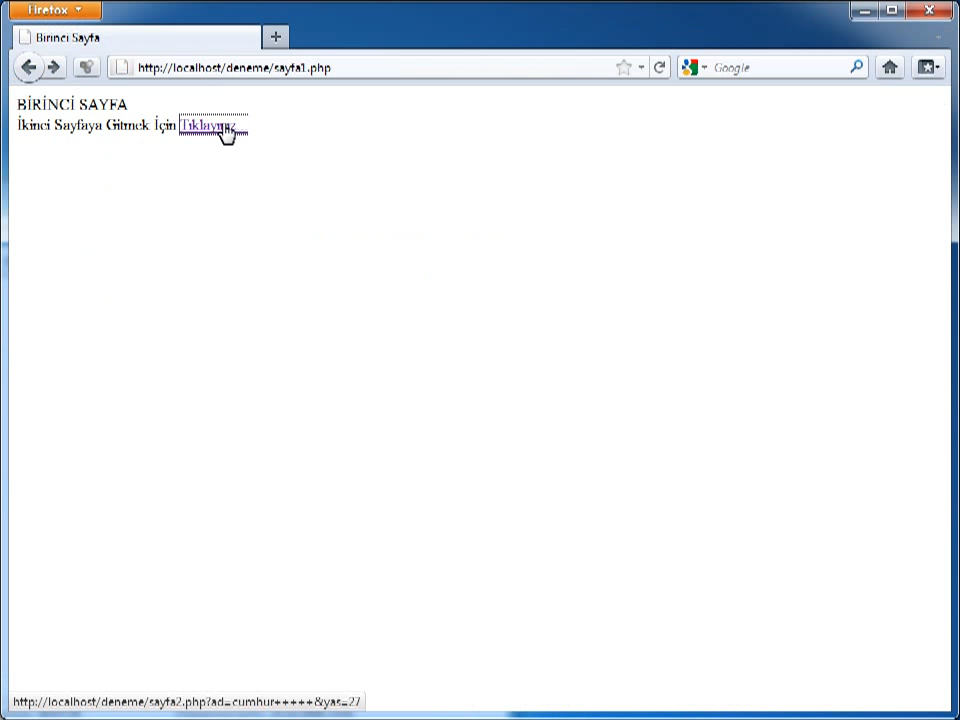 Firefox
Birinci Sayfa
http://localhost/deneme/sayfa1.php
Google
BİRİNCİ SAYFA
İkinci Sayfaya Gitmek İçin Tıklayınız
http://localhost/deneme/sayfa2.php?ad=cumhur+++++&yas=27